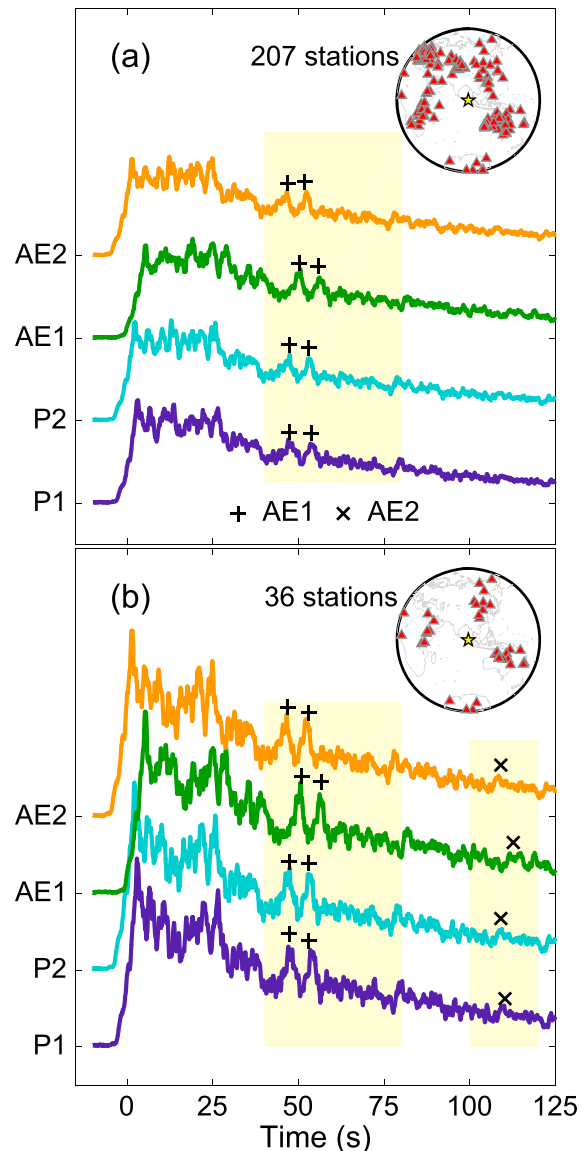 (a)
207 stations
AE2
AE1
P2
P1
+ AE1 × AE2
(b)
36 stations
AE2
AE1
P2
P1
0 25 50 75 100 125
Time (s)